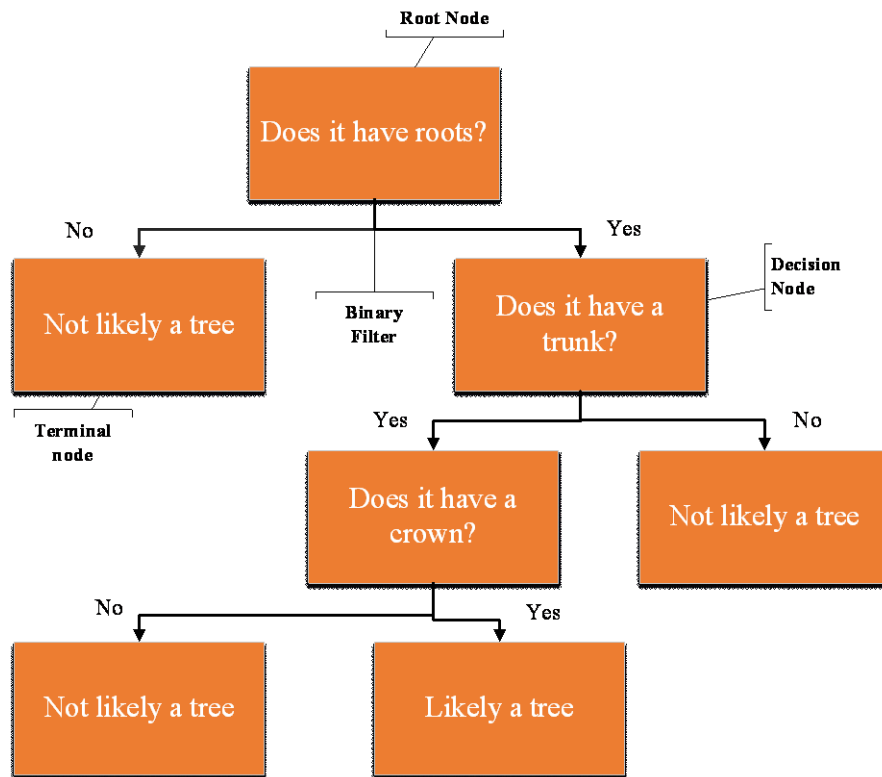 Root Node
Does it have roots?
No
Yes
Not likely a tree
Binary
Filter
Does it have a
trunk?
Decision
Node
Terminal
node
Yes
No
Does it have a
crown?
Not likely a tree
No
Yes
Not likely a tree
Likely a tree